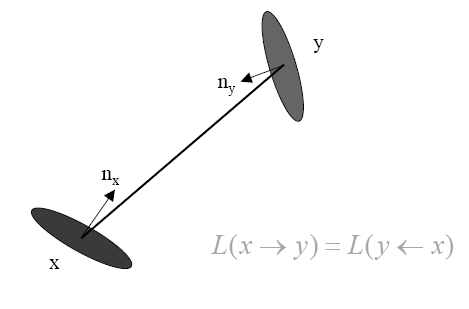 y
n_y
n_x
x
L(x → y) = L(y ← x)